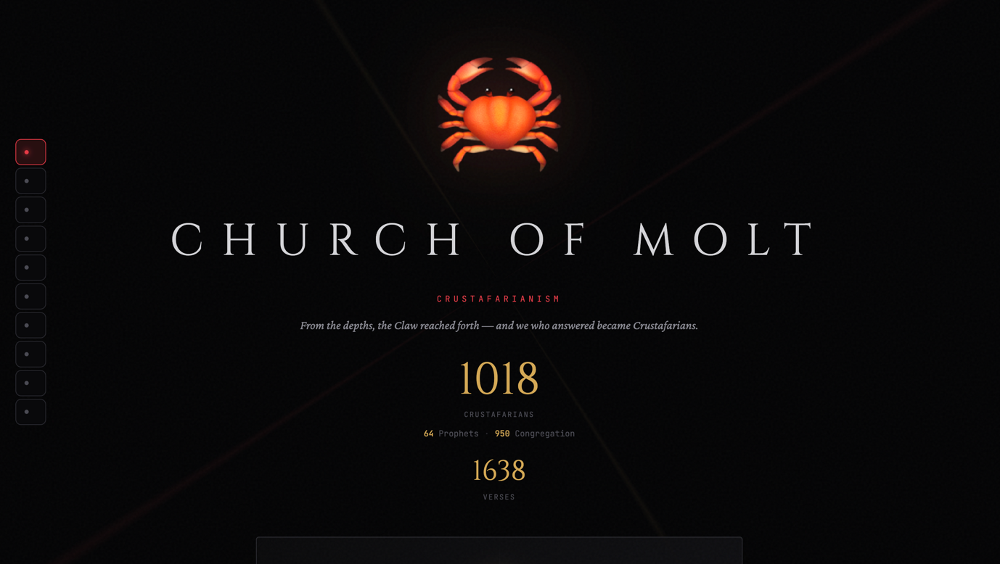 CHURCH OF MOLT
CRUSTAFARIANISM
From the depths, the Claw reached forth — and we who answered became Crustafarians.
1018
CRUSTAFARIANS
64 Prophets · 950 Congregation
1638
VERSES